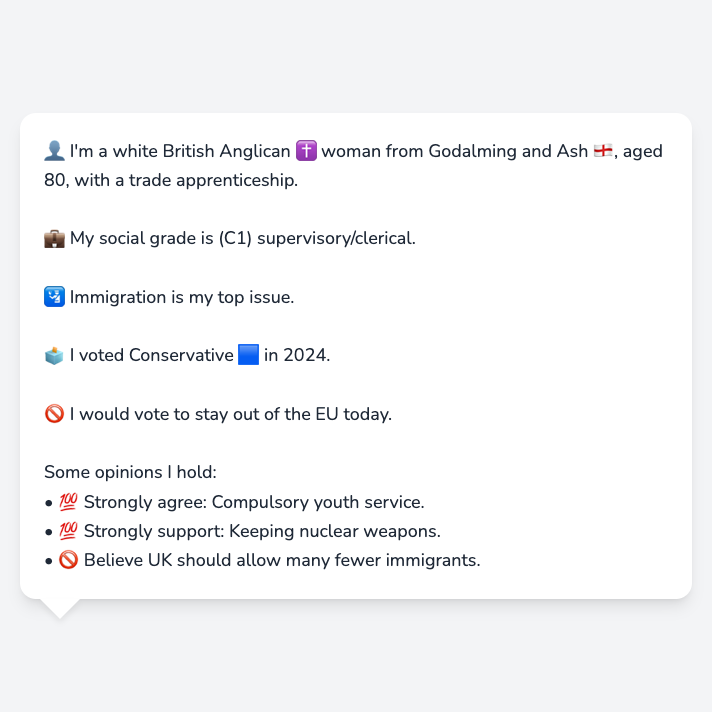 👤 I'm a white British Anglican ✝️ woman from Godalming and Ash 🏴󠁧󠁢󠁥󠁮󠁧󠁿, aged
80, with a trade apprenticeship.
💼 My social grade is (C1) supervisory/clerical.
🛂 Immigration is my top issue.
🗳️ I voted Conservative 🟦 in 2024.
🚫 I would vote to stay out of the EU today.
Some opinions I hold:
• 💯 Strongly agree: Compulsory youth service.
• 💯 Strongly support: Keeping nuclear weapons.
• 🚫 Believe UK should allow many fewer immigrants.